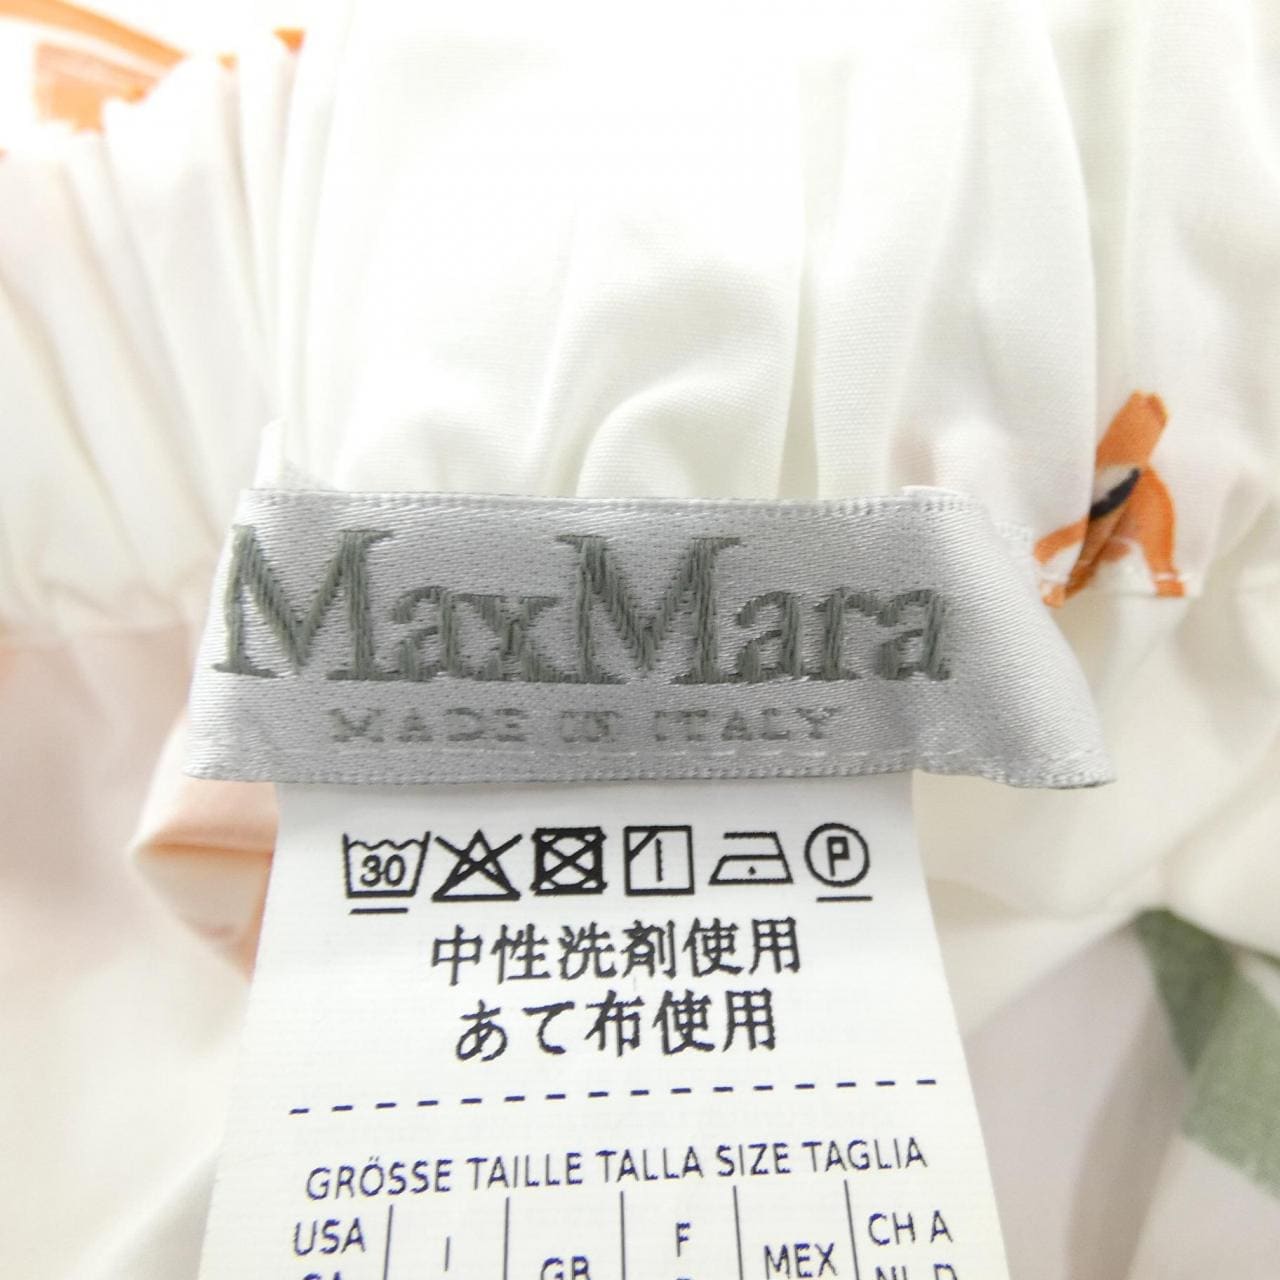 MaxMara
MADE IN ITALY
30 P
中性洗剤使用
あて布使用
GRÖSSE TAILLE TALLA SIZE TAGLIA
USA I GB F MEX CH A